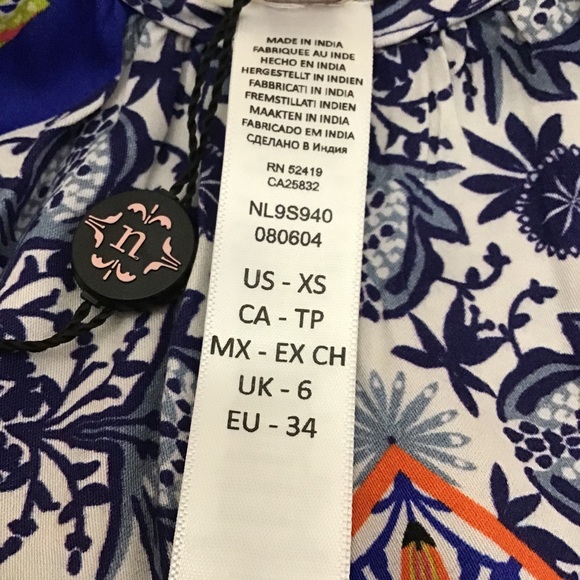 MADE IN INDIA
FABRIQUEE AU INDE
HECHO EN INDIA
HERGESTELLT IN INDIEN
FABBRICATI IN INDIA
FREMSTILLATI INDIEN
MAAKTEN IN INDIA
FABRICADO EM INDIA
СДЕЛАНО В Индия
RN 52419
CA25832
NL9S940
080604
US - XS
CA - TP
MX - EX CH
UK - 6
EU - 34
n